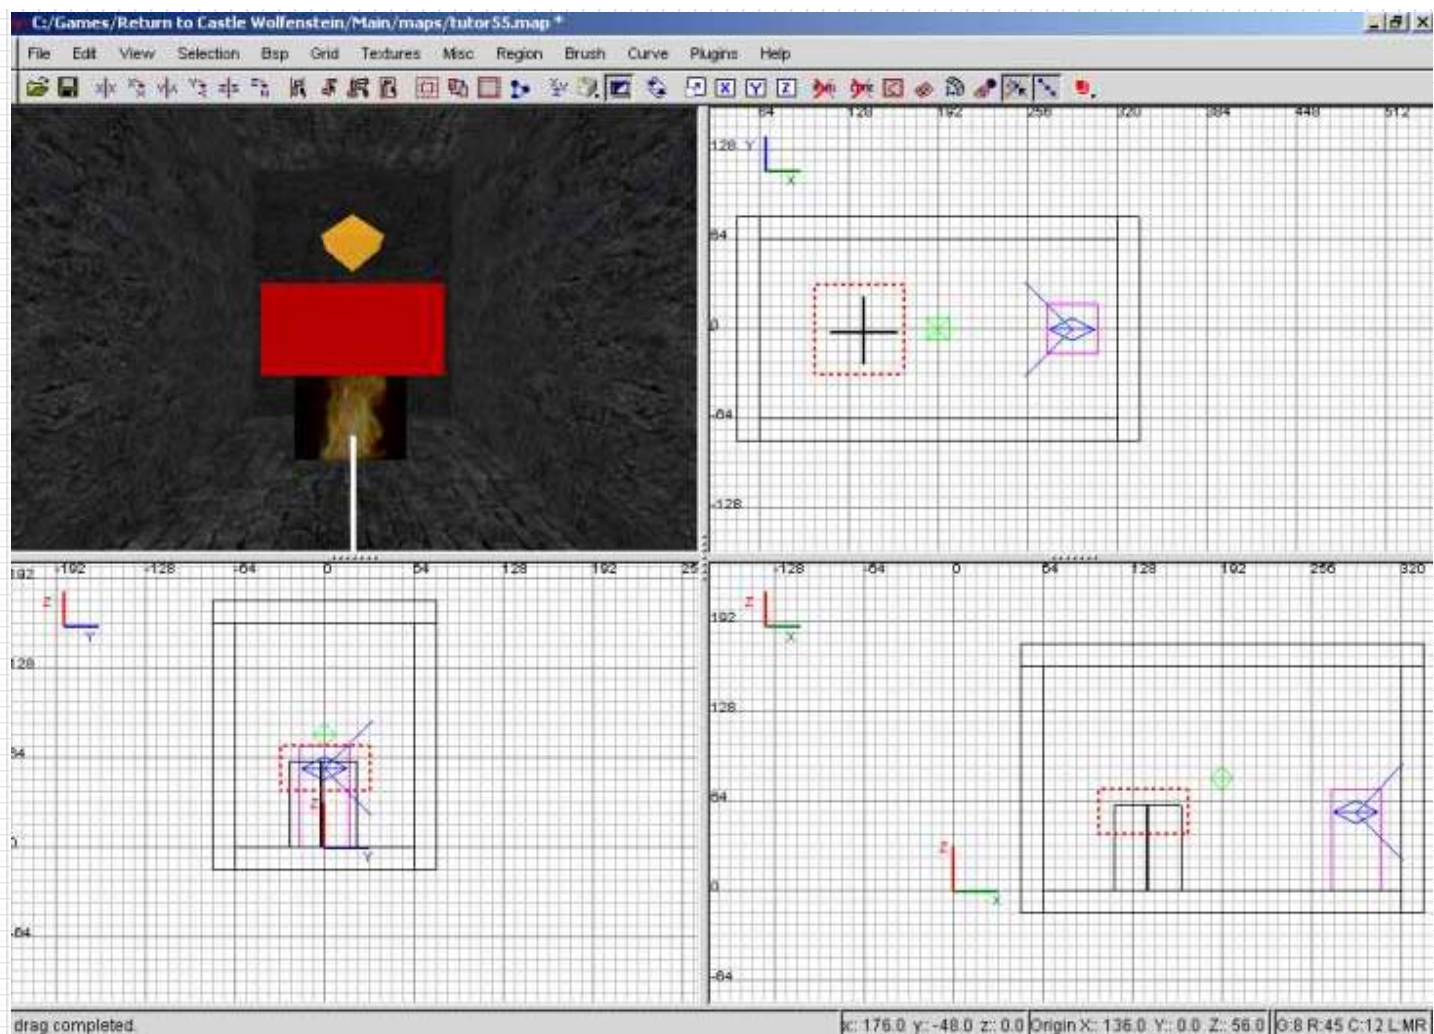 C:/Games/Return to Castle Wolfenstein/Main/maps/tutor55.map *
File Edit View Selection Bsp Grid Textures Misc Region Brush Curve Plugins Help
X Y Z
64 128 192 256 320 384 448 512
128 Y
X
64
0
-64
-128
192 -192 -128 -64 0 64 128 192 25
Z
Y
128
64
Z
0
Y
-64
-128 -64 0 64 128 192 256 320
Z
192
X
128
64
Z
0
X
-64
drag completed.
x:: 176.0 y:: -48.0 z:: 0.0 Origin X:: 136.0 Y:: 0.0 Z:: 56.0 G:8 R:45 C:12 L:MR